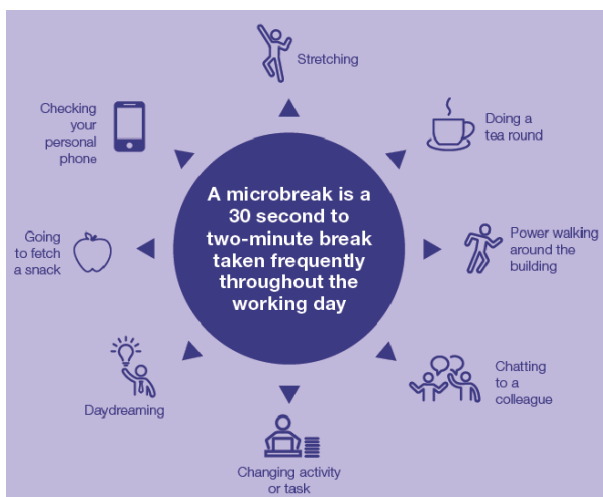 Stretching
Doing a
tea round
Power walking
around the
building
Chatting
to a
colleague
Changing activity
or task
Daydreaming
Going
to fetch
a snack
Checking
your
personal
phone
A microbreak is a
30 second to
two-minute break
taken frequently
throughout the
working day